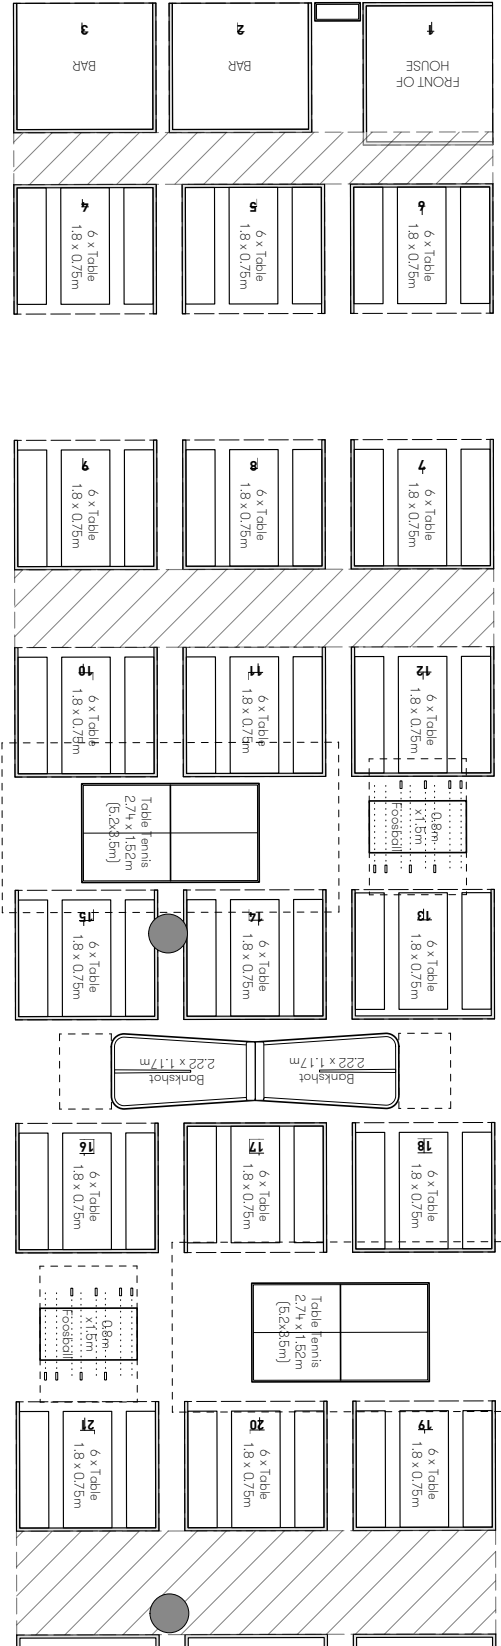 3
BAR
2
BAR
1
FRONT OF
HOUSE
4
6 x Table
1.8 x 0.75m
5
6 x Table
1.8 x 0.75m
6
6 x Table
1.8 x 0.75m
9
6 x Table
1.8 x 0.75m
8
6 x Table
1.8 x 0.75m
7
6 x Table
1.8 x 0.75m
10
6 x Table
1.8 x 0.75m
11
6 x Table
1.8 x 0.75m
12
6 x Table
1.8 x 0.75m
Table Tennis
2.74 x 1.52m
(5.2x3.5m)
Foosball
0.8m
x1.5m
15
6 x Table
1.8 x 0.75m
14
6 x Table
1.8 x 0.75m
13
6 x Table
1.8 x 0.75m
Bankshot
2.22 x 1.17m
Bankshot
2.22 x 1.17m
16
6 x Table
1.8 x 0.75m
17
6 x Table
1.8 x 0.75m
18
6 x Table
1.8 x 0.75m
Foosball
0.8m
x1.5m
Table Tennis
2.74 x 1.52m
(5.2x3.5m)
21
6 x Table
1.8 x 0.75m
20
6 x Table
1.8 x 0.75m
19
6 x Table
1.8 x 0.75m